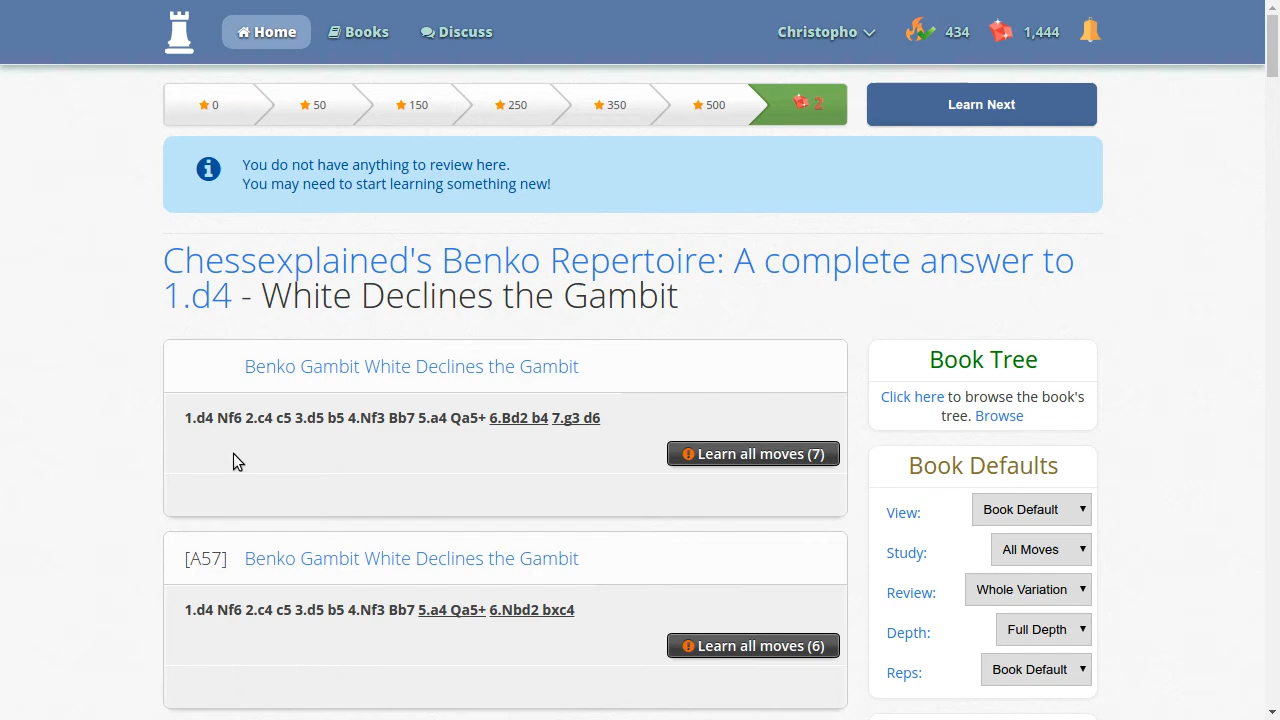 Home Books Discuss Christopho 434 1,444
0 50 150 250 350 500 2 Learn Next
You do not have anything to review here.
You may need to start learning something new!
Chessexplained's Benko Repertoire: A complete answer to
1.d4 - White Declines the Gambit
Benko Gambit White Declines the Gambit
1.d4 Nf6 2.c4 c5 3.d5 b5 4.Nf3 Bb7 5.a4 Qa5+ 6.Bd2 b4 7.g3 d6
Learn all moves (7)
[A57] Benko Gambit White Declines the Gambit
1.d4 Nf6 2.c4 c5 3.d5 b5 4.Nf3 Bb7 5.a4 Qa5+ 6.Nbd2 bxc4
Learn all moves (6)
Book Tree
Click here to browse the book's
tree. Browse
Book Defaults
View: Book Default
Study: All Moves
Review: Whole Variation
Depth: Full Depth
Reps: Book Default